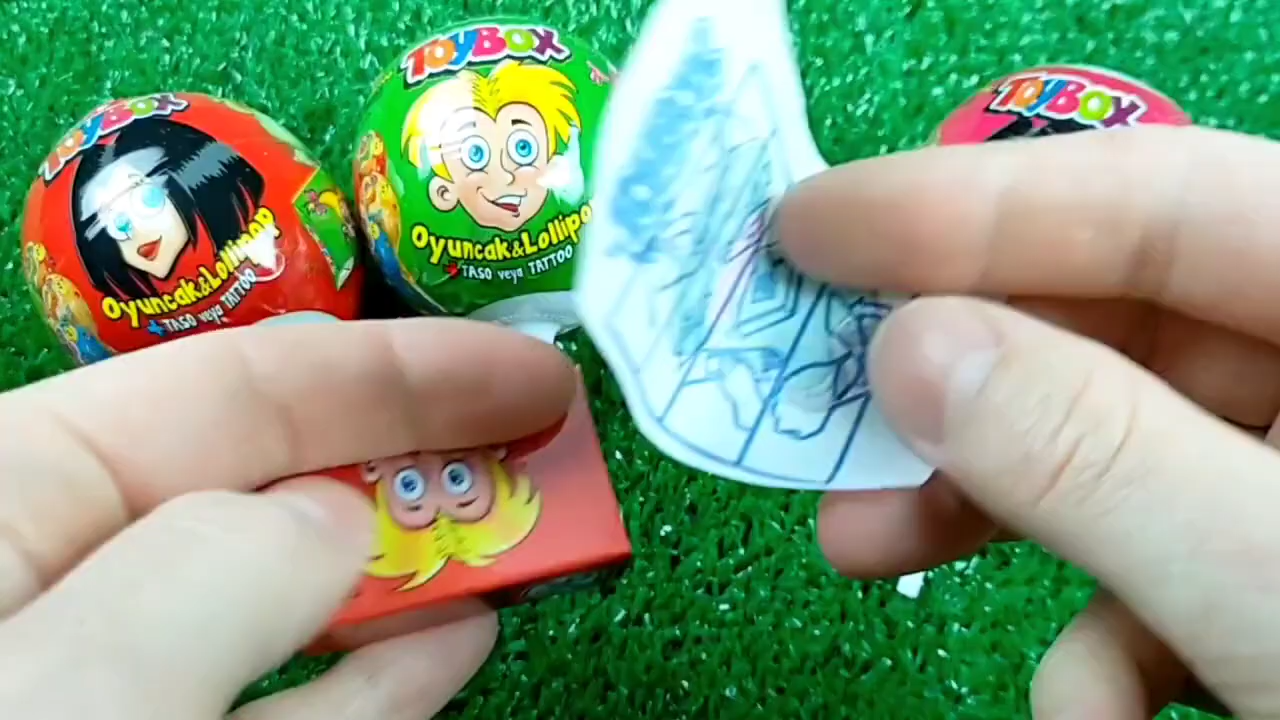 TOYBOX
Oyuncak&Lollipop
+ TASO veya TATTOO
TOYBOX
Oyuncak&Lollipo
+ TASO veya TATTOO
TOYBOX